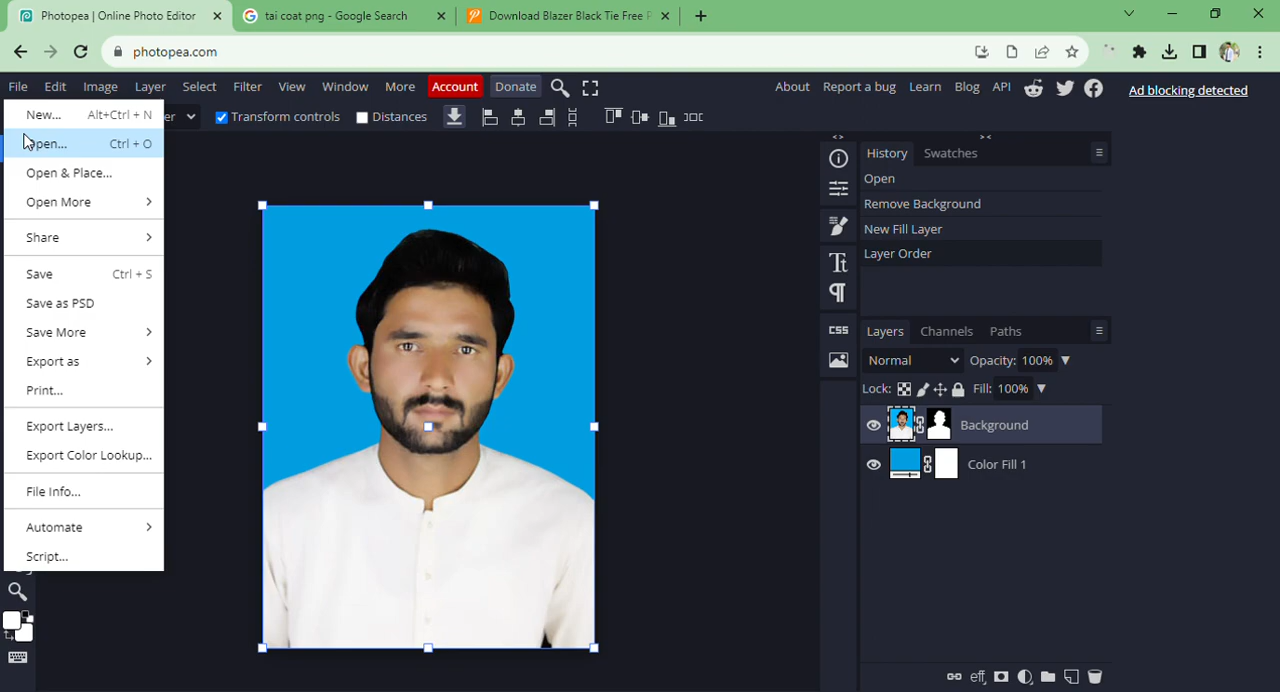 Photopea | Online Photo Editor
tai coat png - Google Search
Download Blazer Black Tie Free P
photopea.com
File Edit Image Layer Select Filter View Window More Account Donate
About Report a bug Learn Blog API
Ad blocking detected
Transform controls Distances
New... Alt+Ctrl + N
Open... Ctrl + O
Open & Place...
Open More
Share
Save Ctrl + S
Save as PSD
Save More
Export as
Print...
Export Layers...
Export Color Lookup...
File Info...
Automate
Script...
History Swatches
Open
Remove Background
New Fill Layer
Layer Order
CSS
Layers Channels Paths
Normal Opacity: 100%
Lock: Fill: 100%
Background
Color Fill 1
eff